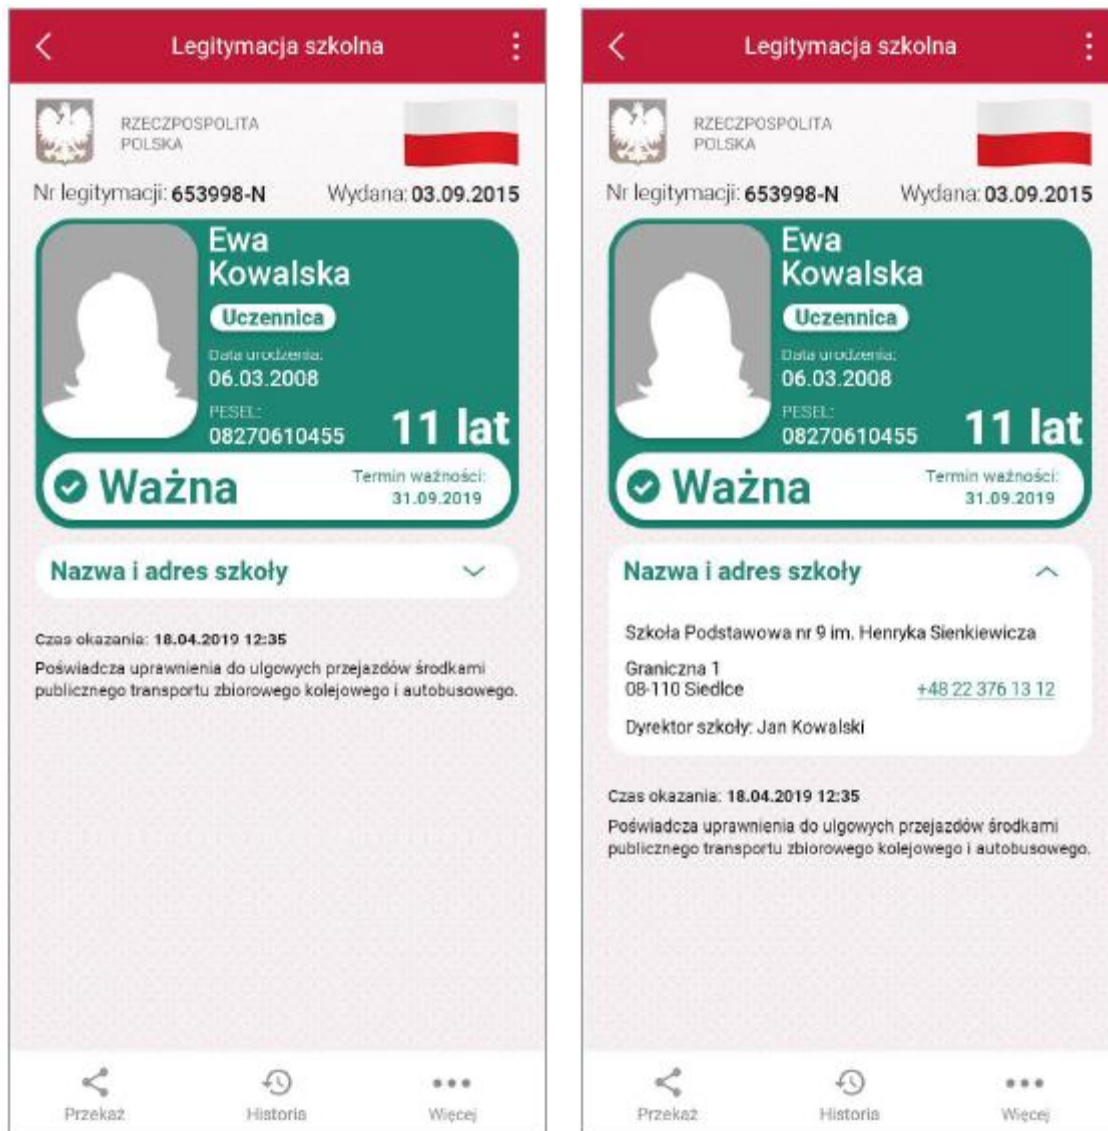 Legitymacja szkolna
RZECZPOSPOLITA
POLSKA
Nr legitymacji: 653998-N Wydana: 03.09.2015
Ewa
Kowalska
Uczennica
Data urodzenia:
06.03.2008
PESEL:
08270610455
11 lat
Ważna
Termin ważności:
31.09.2019
Nazwa i adres szkoły
Czas okazania: 18.04.2019 12:35
Poświadcza uprawnienia do ulgowych przejazdów środkami
publicznego transportu zbiorowego kolejowego i autobusowego.
Przekaż Historia Więcej
Legitymacja szkolna
RZECZPOSPOLITA
POLSKA
Nr legitymacji: 653998-N Wydana: 03.09.2015
Ewa
Kowalska
Uczennica
Data urodzenia:
06.03.2008
PESEL:
08270610455
11 lat
Ważna
Termin ważności:
31.09.2019
Nazwa i adres szkoły
Szkoła Podstawowa nr 9 im. Henryka Sienkiewicza
Graniczna 1
08-110 Siedlce +48 22 376 13 12
Dyrektor szkoły: Jan Kowalski
Czas okazania: 18.04.2019 12:35
Poświadcza uprawnienia do ulgowych przejazdów środkami
publicznego transportu zbiorowego kolejowego i autobusowego.
Przekaż Historia Więcej